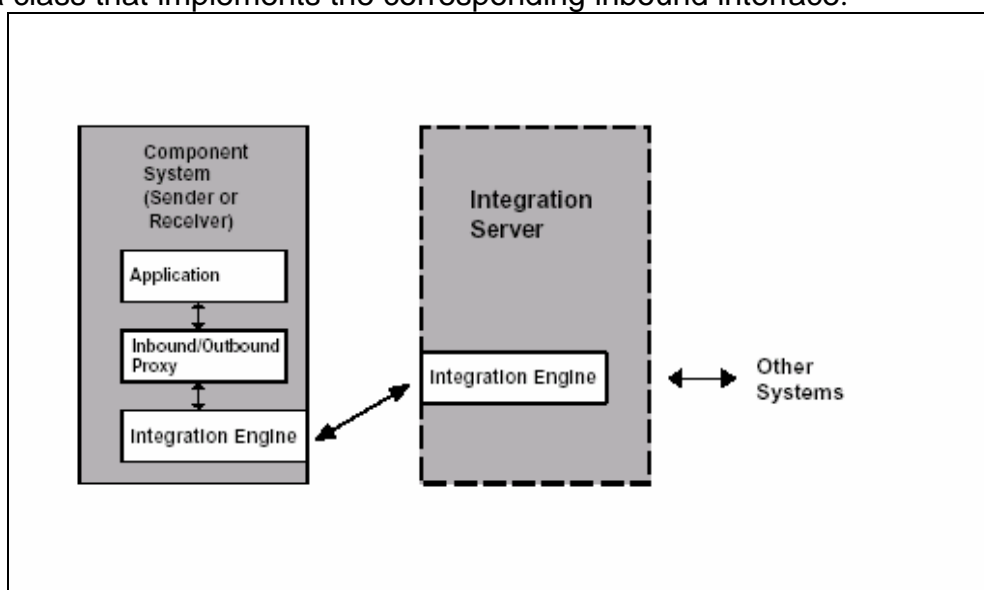 a class that implements the corresponding inbound interface.
Component
System
(Sender or
Receiver)
Application
Inbound/Outbound
Proxy
Integration Engine
Integration
Server
Integration Engine
Other
Systems